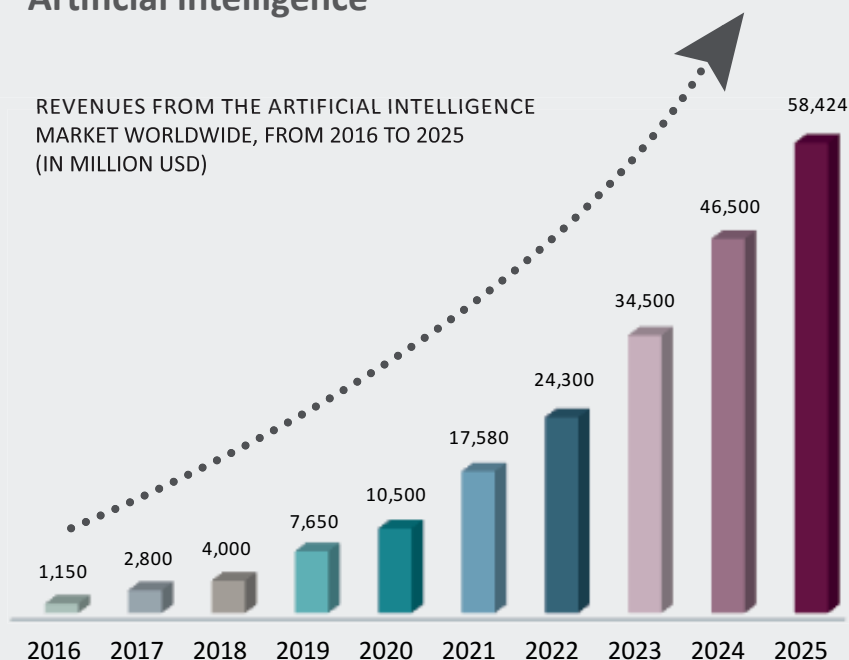 Artificial Intelligence
REVENUES FROM THE ARTIFICIAL INTELLIGENCE
MARKET WORLDWIDE, FROM 2016 TO 2025
(IN MILLION USD)
58,424
46,500
34,500
24,300
17,580
10,500
7,650
4,000
2,800
1,150
2016 2017 2018 2019 2020 2021 2022 2023 2024 2025